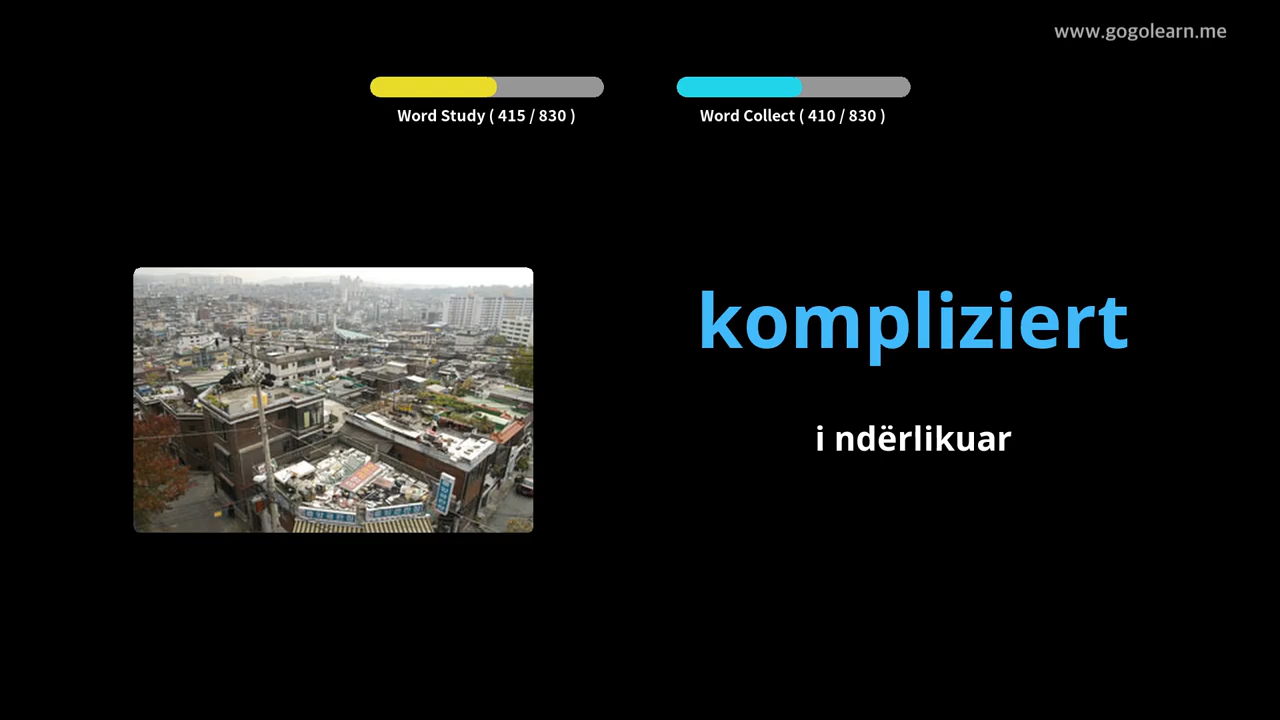 www.gogolearn.me
Word Study ( 415 / 830 )
Word Collect ( 410 / 830 )
kompliziert
i ndërlikuar